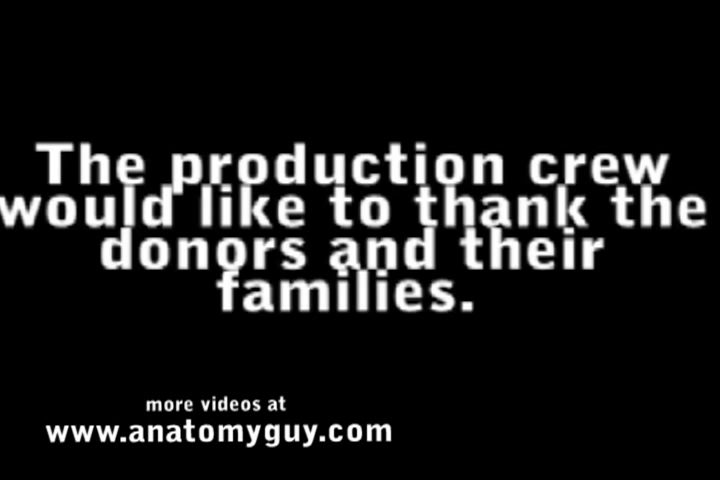 The production crew
would like to thank the
donors and their
families.
more videos at
www.anatomyguy.com